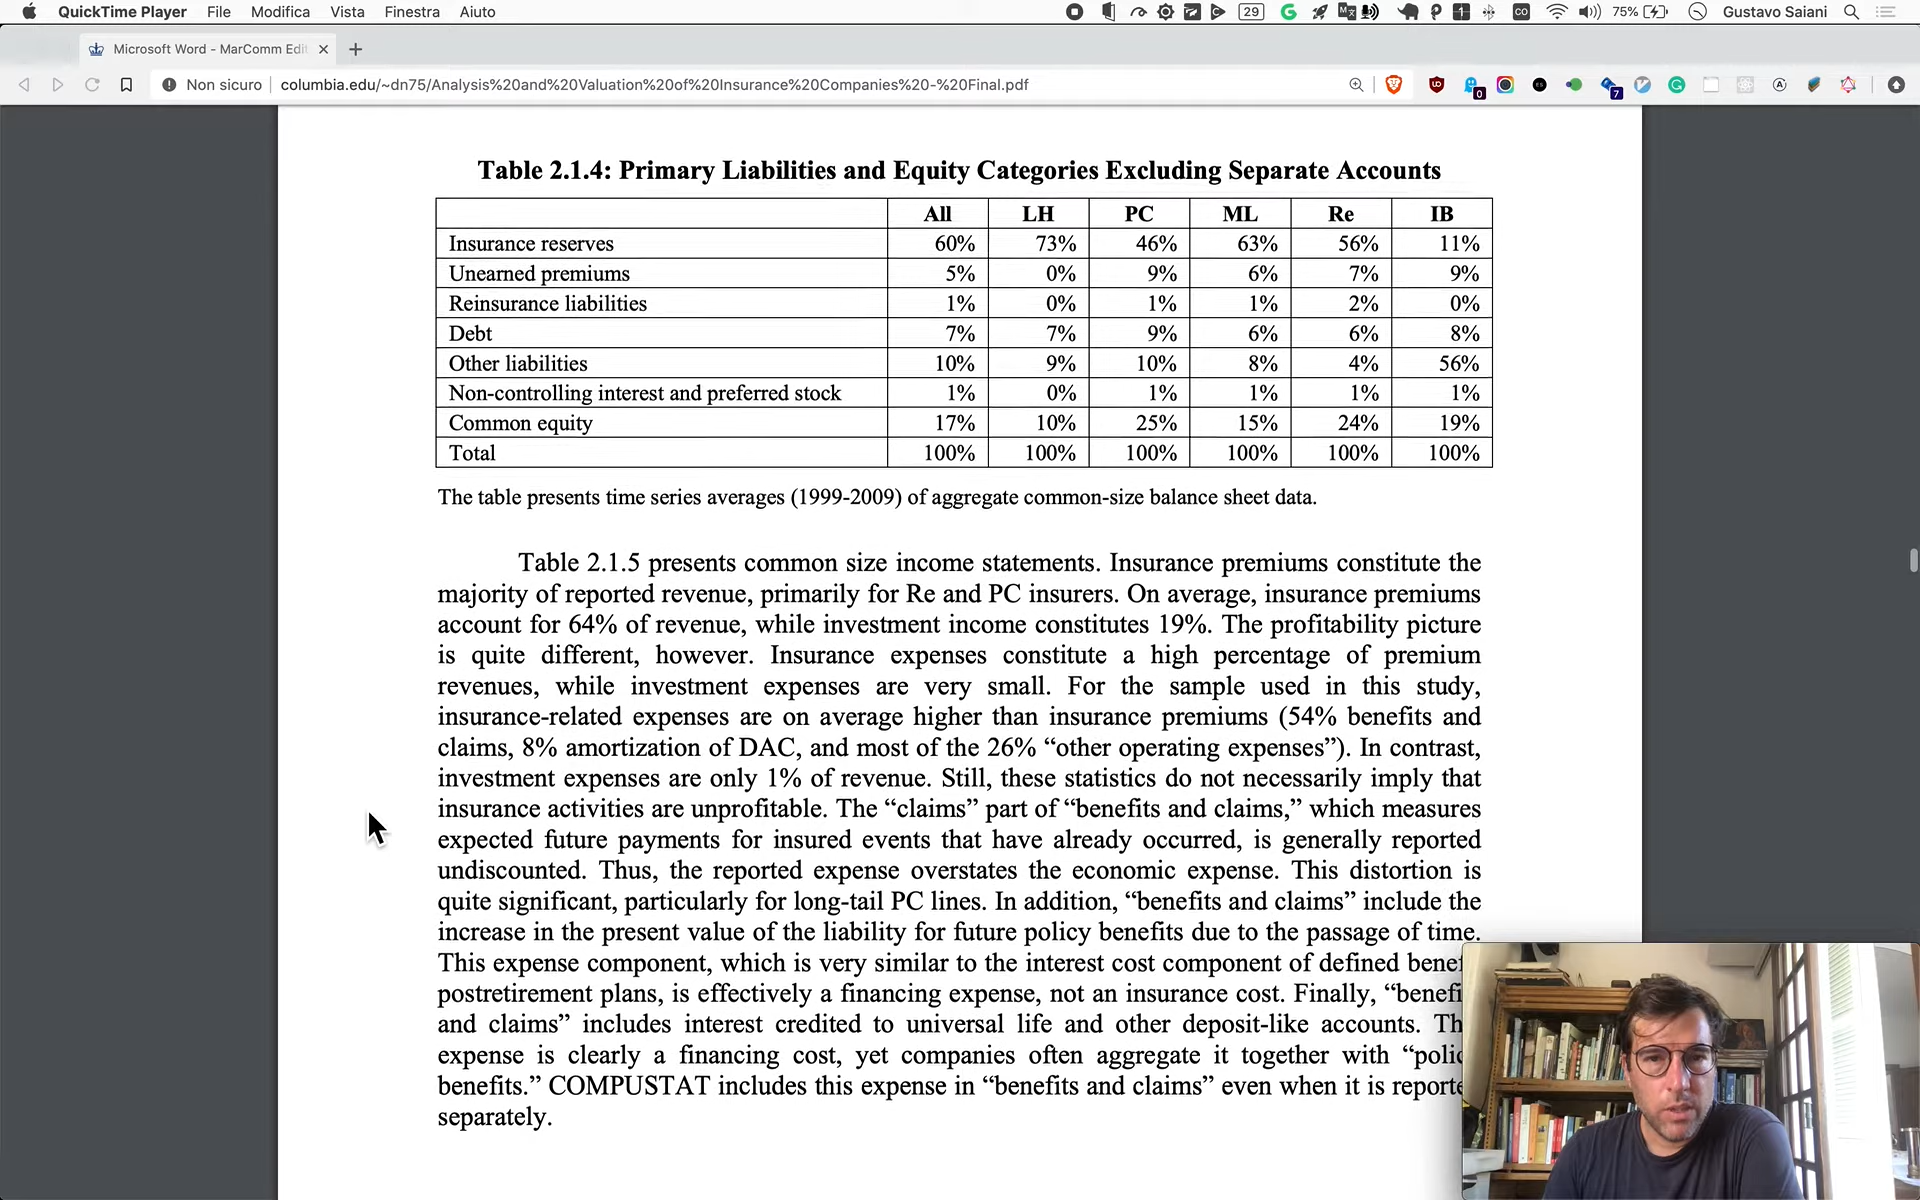 QuickTime Player File Modifica Vista Finestra Aiuto 29 75% Gustavo Saiani
Microsoft Word - MarComm Edi
Non sicuro columbia.edu/~dn75/Analysis%20and%20Valuation%20of%20Insurance%20Companies%20-%20Final.pdf 0 7
Table 2.1.4: Primary Liabilities and Equity Categories Excluding Separate Accounts
All LH PC ML Re IB
Insurance reserves 60% 73% 46% 63% 56% 11%
Unearned premiums 5% 0% 9% 6% 7% 9%
Reinsurance liabilities 1% 0% 1% 1% 2% 0%
Debt 7% 7% 9% 6% 6% 8%
Other liabilities 10% 9% 10% 8% 4% 56%
Non-controlling interest and preferred stock 1% 0% 1% 1% 1% 1%
Common equity 17% 10% 25% 15% 24% 19%
Total 100% 100% 100% 100% 100% 100%
The table presents time series averages (1999-2009) of aggregate common-size balance sheet data.
Table 2.1.5 presents common size income statements. Insurance premiums constitute the
majority of reported revenue, primarily for Re and PC insurers. On average, insurance premiums
account for 64% of revenue, while investment income constitutes 19%. The profitability picture
is quite different, however. Insurance expenses constitute a high percentage of premium
revenues, while investment expenses are very small. For the sample used in this study,
insurance-related expenses are on average higher than insurance premiums (54% benefits and
claims, 8% amortization of DAC, and most of the 26% “other operating expenses”). In contrast,
investment expenses are only 1% of revenue. Still, these statistics do not necessarily imply that
insurance activities are unprofitable. The “claims” part of “benefits and claims,” which measures
expected future payments for insured events that have already occurred, is generally reported
undiscounted. Thus, the reported expense overstates the economic expense. This distortion is
quite significant, particularly for long-tail PC lines. In addition, “benefits and claims” include the
increase in the present value of the liability for future policy benefits due to the passage of time.
This expense component, which is very similar to the interest cost component of defined benef
postretirement plans, is effectively a financing expense, not an insurance cost. Finally, “benefi
and claims” includes interest credited to universal life and other deposit-like accounts. Th
expense is clearly a financing cost, yet companies often aggregate it together with “polic
benefits.” COMPUSTAT includes this expense in “benefits and claims” even when it is reporte
separately.